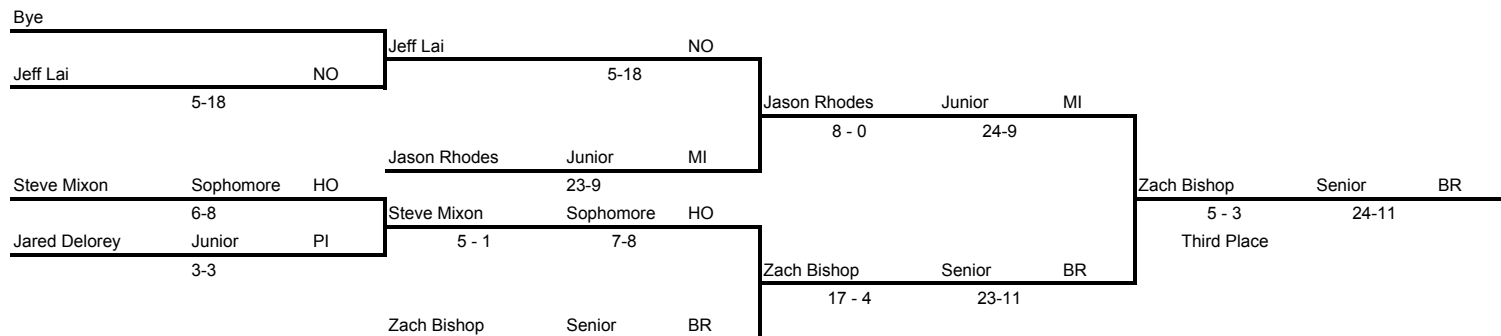 Bye
Jeff Lai NO
Jeff Lai NO
5-18
5-18
Jason Rhodes Junior MI
8 - 0 24-9
Jason Rhodes Junior MI
Steve Mixon Sophomore HO
23-9
Zach Bishop Senior BR
6-8
Steve Mixon Sophomore HO
5 - 3 24-11
Jared Delorey Junior PI
5 - 1 7-8
Third Place
3-3
Zach Bishop Senior BR
17 - 4 23-11
Zach Bishop Senior BR